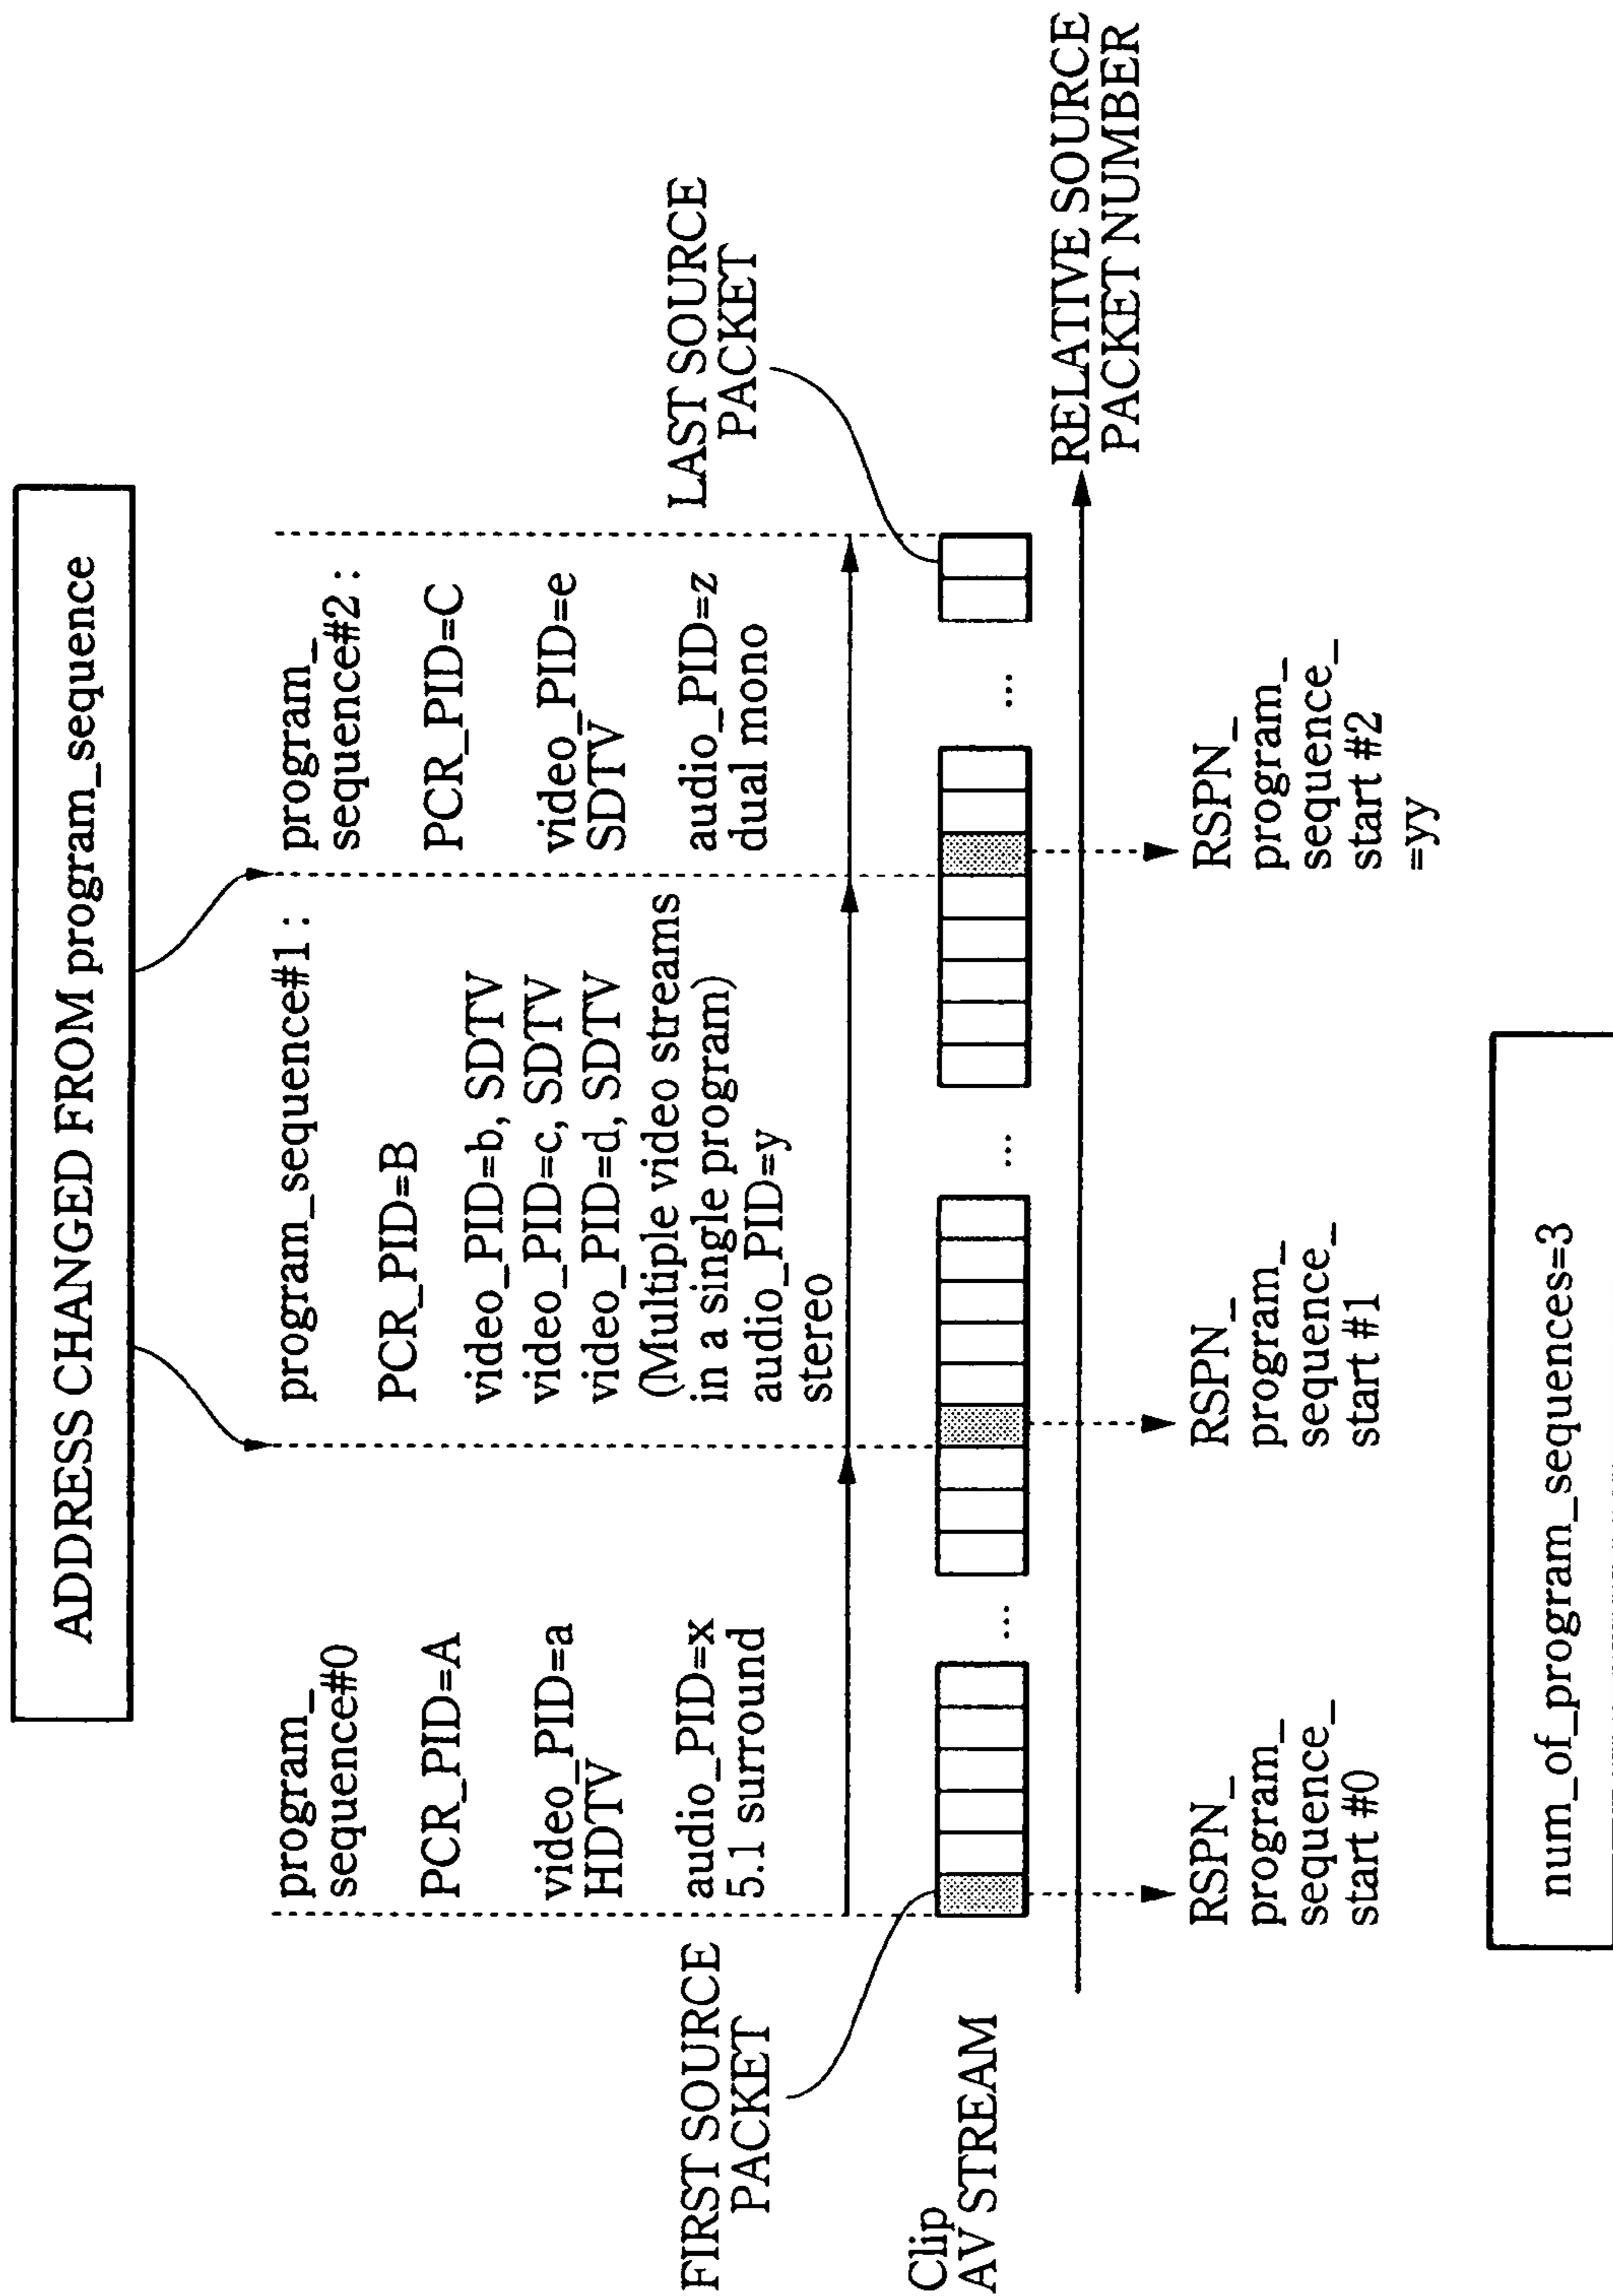 ADDRESS CHANGED FROM program_sequence
program_
sequence#0
PCR_PID=A
video_PID=a
HDTV
audio_PID=x
5.1 surround
program_sequence#1 :
PCR_PID=B
video_PID=b, SDTV
video_PID=c, SDTV
video_PID=d, SDTV
(Multiple video streams
in a single program)
audio_PID=y
stereo
program_
sequence#2 :
PCR_PID=C
video_PID=e
SDTV
audio_PID=z
dual mono
FIRST SOURCE
PACKET
LAST SOURCE
PACKET
Clip
AV STREAM
...
...
...
RELATIVE SOURCE
PACKET NUMBER
RSPN_
program_
sequence_
start #0
RSPN_
program_
sequence_
start #1
RSPN_
program_
sequence_
start #2
=yy
num_of_program_sequences=3